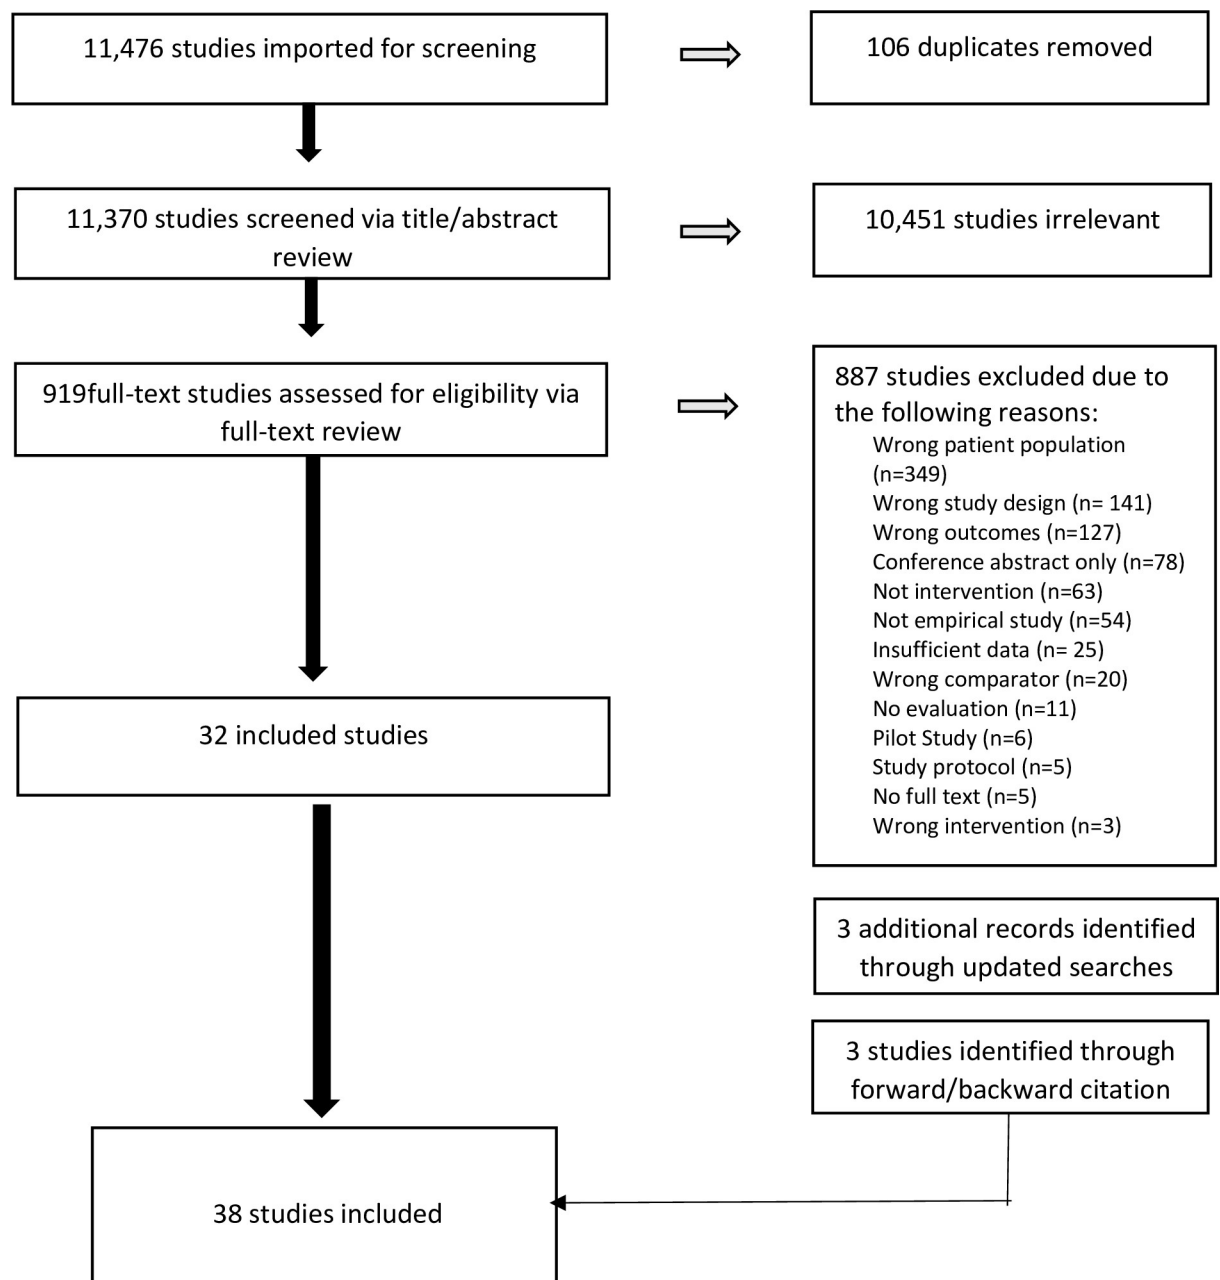 11,476 studies imported for screening
106 duplicates removed
11,370 studies screened via title/abstract
review
10,451 studies irrelevant
919full-text studies assessed for eligibility via
full-text review
887 studies excluded due to
the following reasons:
Wrong patient population
(n=349)
Wrong study design (n= 141)
Wrong outcomes (n=127)
Conference abstract only (n=78)
Not intervention (n=63)
Not empirical study (n=54)
Insufficient data (n= 25)
Wrong comparator (n=20)
No evaluation (n=11)
Pilot Study (n=6)
Study protocol (n=5)
No full text (n=5)
Wrong intervention (n=3)
32 included studies
3 additional records identified
through updated searches
3 studies identified through
forward/backward citation
38 studies included